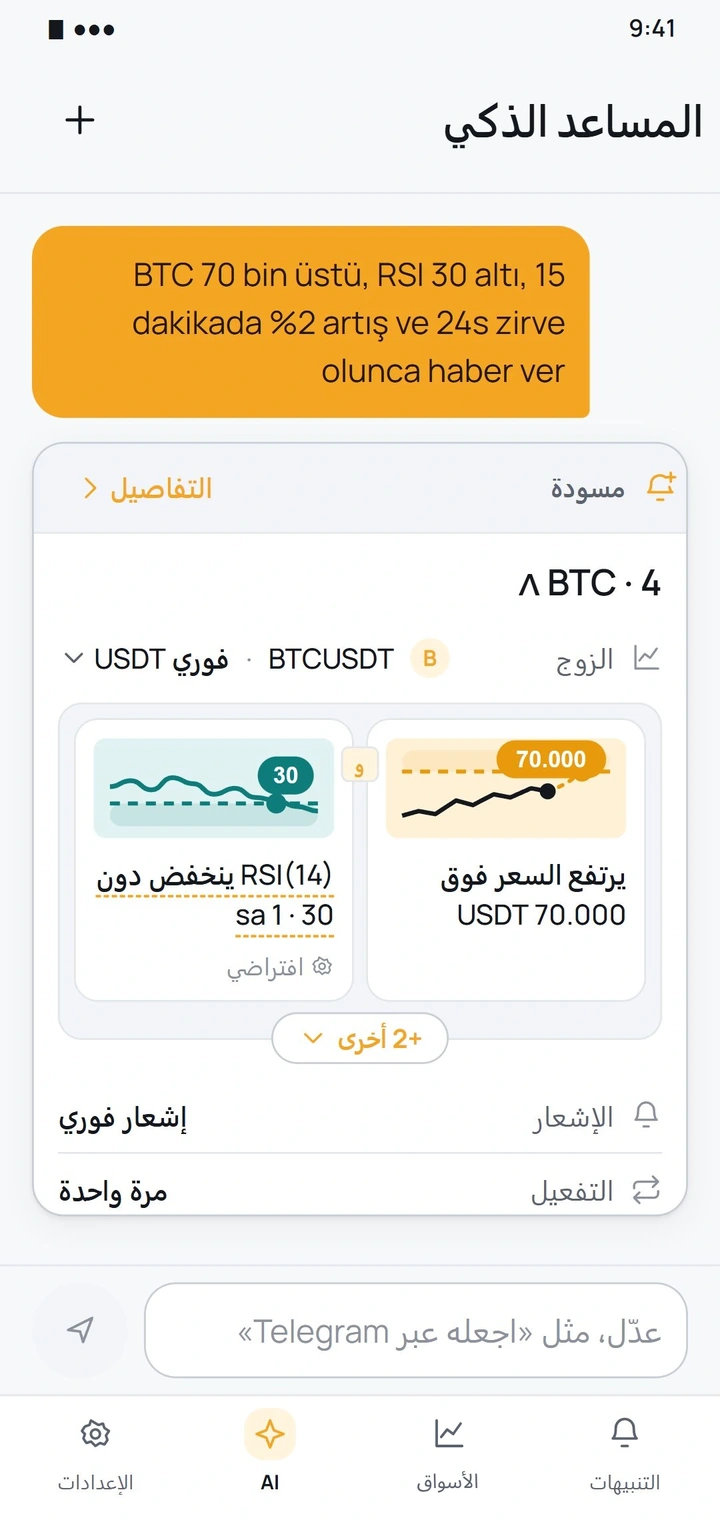 9:41
المساعد الذكي
BTC 70 bin üstü, RSI 30 altı, 15
dakikada %2 artış ve 24s zirve
olunca haber ver
مسودة
التفاصيل
BTC · 4 ∧
الزوج
B BTCUSDT · فوري USDT
70.000
و
30
يرتفع السعر فوق
70.000 USDT
RSI(14) ينخفض دون
30 · 1 sa
افتراضي
+2 أخرى
الإشعار
إشعار فوري
التفعيل
مرة واحدة
عدّل، مثل «اجعله عبر Telegram»
التنبيهات
الأسواق
AI
الإعدادات